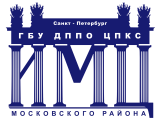 Санкт - Петербург
ГБУ ДППО ЦПКС
ИМЦ
МОСКОВСКОГО РАЙОНА